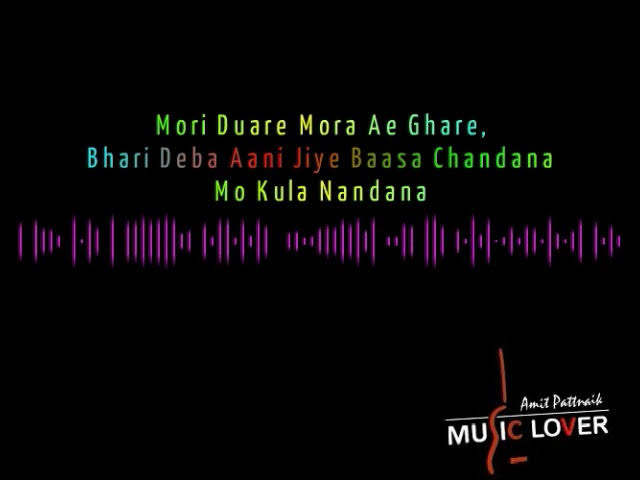 Mori Duare Mora Ae Ghare,
Bhari Deba Aani Jiye Baasa Chandana
Mo Kula Nandana
Amit Pattnaik
MUSIC LOVER